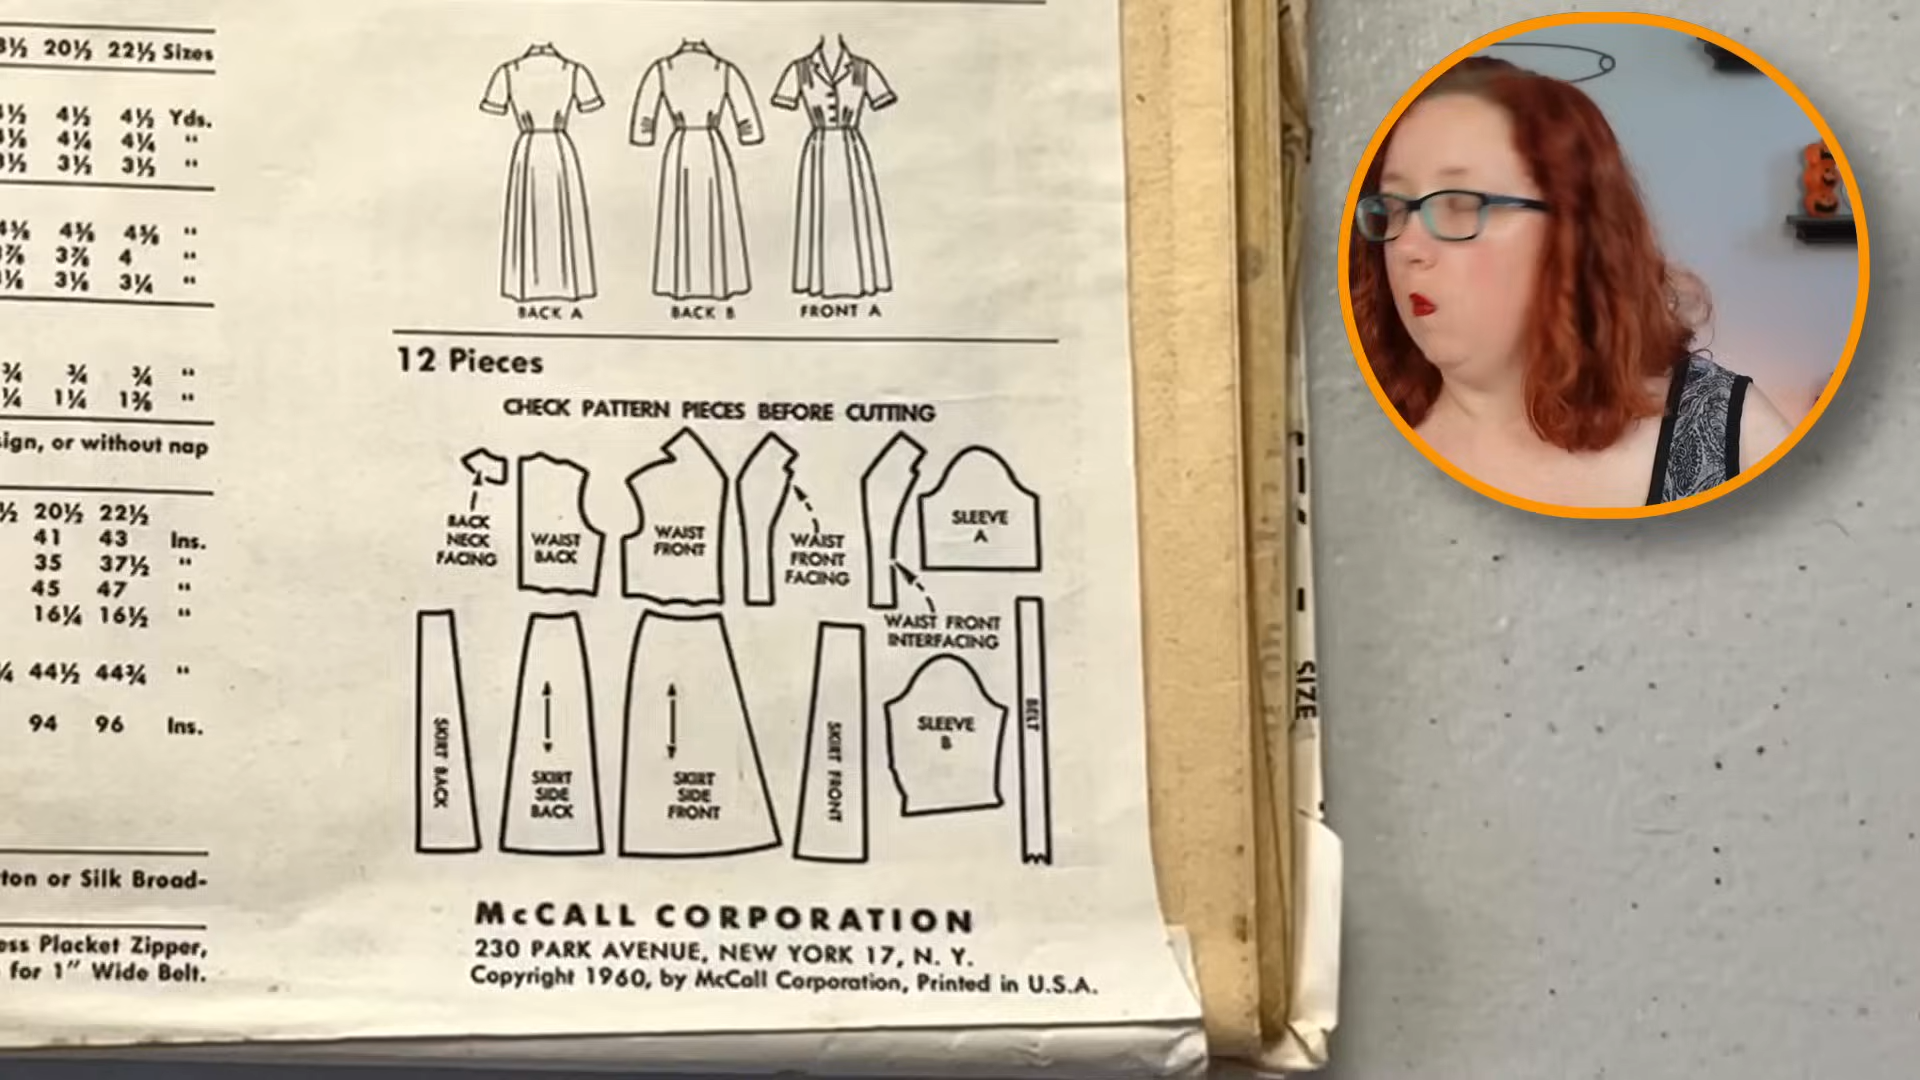 20½ 22½ Sizes
4½ 4½ Yds.
4¼ 4¼ "
3½ 3½ "
4⅝ 4⅝ "
3⅞ 4 "
3⅛ 3¼ "
¾ ¾ ¾ "
¼ 1¼ 1⅜ "
sign, or without nap
½ 20½ 22½
41 43 Ins.
35 37½ "
45 47 "
16¼ 16½ "
44½ 44¾ "
94 96 Ins.
ton or Silk Broad-
ess Placket Zipper,
for 1" Wide Belt.
BACK A
BACK B
FRONT A
12 Pieces
CHECK PATTERN PIECES BEFORE CUTTING
BACK
NECK
FACING
WAIST
BACK
WAIST
FRONT
WAIST
FRONT
FACING
WAIST FRONT
INTERFACING
SLEEVE
A
SKIRT BACK
SKIRT
SIDE
BACK
SKIRT
SIDE
FRONT
SKIRT FRONT
SLEEVE
B
BELT
McCALL CORPORATION
230 PARK AVENUE, NEW YORK 17, N. Y.
Copyright 1960, by McCall Corporation, Printed in U.S.A.
SIZE